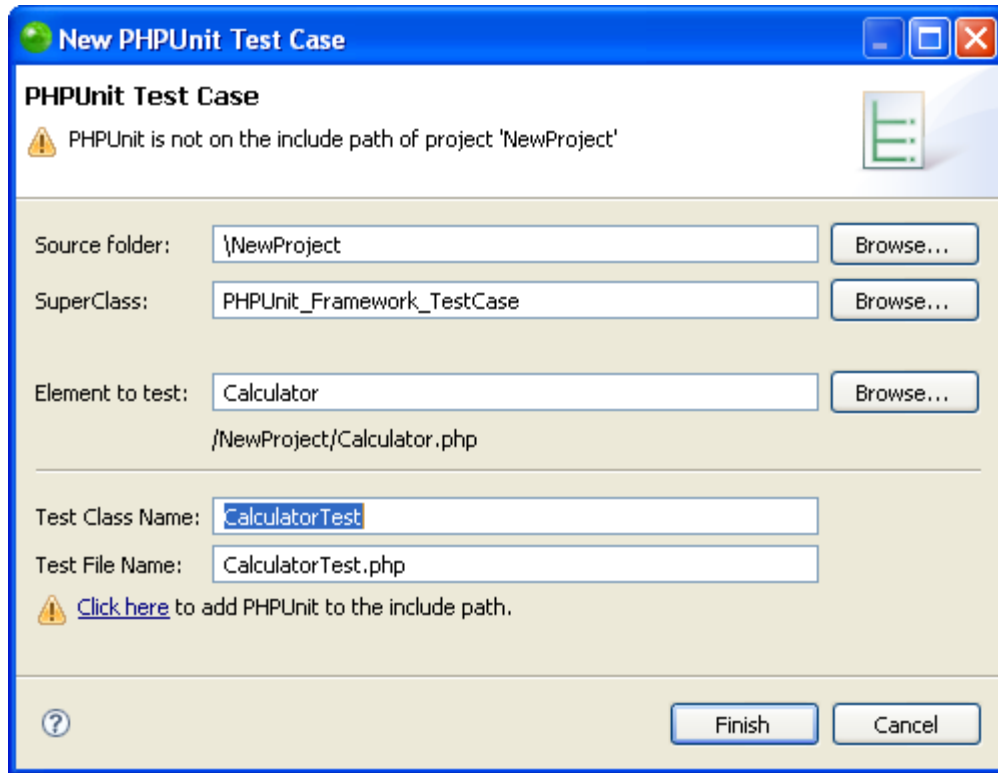 New PHPUnit Test Case
PHPUnit Test Case
PHPUnit is not on the include path of project 'NewProject'
Source folder: \NewProject Browse...
SuperClass: PHPUnit_Framework_TestCase Browse...
Element to test: Calculator Browse...
/NewProject/Calculator.php
Test Class Name: CalculatorTest
Test File Name: CalculatorTest.php
Click here to add PHPUnit to the include path.
Finish Cancel